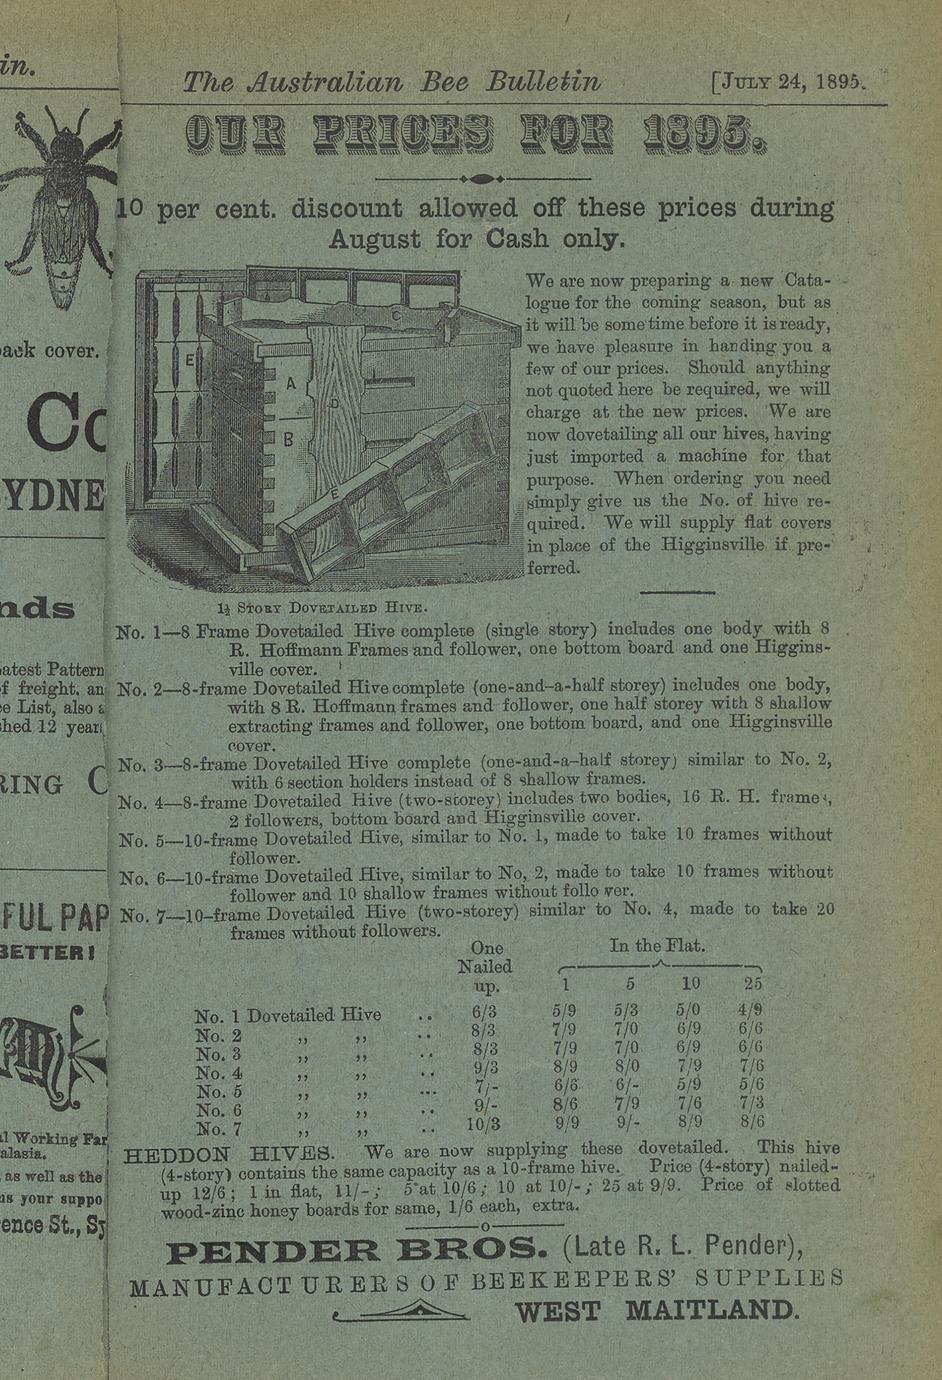 in.
ack cover.
Co
YDNE
nds
atest Pattern
f freight, an
e List, also a
shed 12 year
RING C
FUL PAP
BETTER!
l Working Far
alasia.
as well as the
as your suppo
ence St., Sy
The Australian Bee Bulletin [JULY 24, 1895.
OUR PRICES FOR 1895.
10 per cent. discount allowed off these prices during
August for Cash only.
E
A
B
C
D
E
We are now preparing a new Cata-
logue for the coming season, but as
it will be some time before it is ready,
we have pleasure in handing you a
few of our prices. Should anything
not quoted here be required, we will
charge at the new prices. We are
now dovetailing all our hives, having
just imported a machine for that
purpose. When ordering you need
simply give us the No. of hive re-
quired. We will supply flat covers
in place of the Higginsville if pre-
ferred.
1½ STORY DOVETAILED HIVE.
No. 1—8 Frame Dovetailed Hive complete (single story) includes one body with 8
R. Hoffmann Frames and follower, one bottom board and one Higgins-
ville cover.
No. 2—8-frame Dovetailed Hive complete (one-and-a-half storey) includes one body,
with 8 R. Hoffmann frames and follower, one half storey with 8 shallow
extracting frames and follower, one bottom board, and one Higginsville
cover.
No. 3—8-frame Dovetailed Hive complete (one-and-a-half storey) similar to No. 2,
with 6 section holders instead of 8 shallow frames.
No. 4—8-frame Dovetailed Hive (two-storey) includes two bodies, 16 R. H. frames,
2 followers, bottom board and Higginsville cover.
No. 5—10-frame Dovetailed Hive, similar to No. 1, made to take 10 frames without
follower.
No. 6—10-frame Dovetailed Hive, similar to No, 2, made to take 10 frames without
follower and 10 shallow frames without follower.
No. 7—10-frame Dovetailed Hive (two-storey) similar to No. 4, made to take 20
frames without followers.
One In the Flat.
Nailed
up. 1 5 10 25
No. 1 Dovetailed Hive .. 6/3 5/9 5/3 5/0 4/9
No. 2 ,, ,, .. 8/3 7/9 7/0 6/9 6/6
No. 3 ,, ,, .. 8/3 7/9 7/0 6/9 6/6
No. 4 ,, ,, .. 9/3 8/9 8/0 7/9 7/6
No. 5 ,, ,, ... 7/- 6/6 6/- 5/9 5/6
No. 6 ,, ,, .. 9/- 8/6 7/9 7/6 7/3
No. 7 ,, ,, .. 10/3 9/9 9/- 8/9 8/6
HEDDON HIVES. We are now supplying these dovetailed. This hive
(4-story) contains the same capacity as a 10-frame hive. Price (4-story) nailed-
up 12/6; 1 in flat, 11/-; 5 at 10/6; 10 at 10/-; 25 at 9/9. Price of slotted
wood-zinc honey boards for same, 1/6 each, extra.
PENDER BROS. (Late R. L. Pender),
MANUFACTURERS OF BEEKEEPERS' SUPPLIES
WEST MAITLAND.